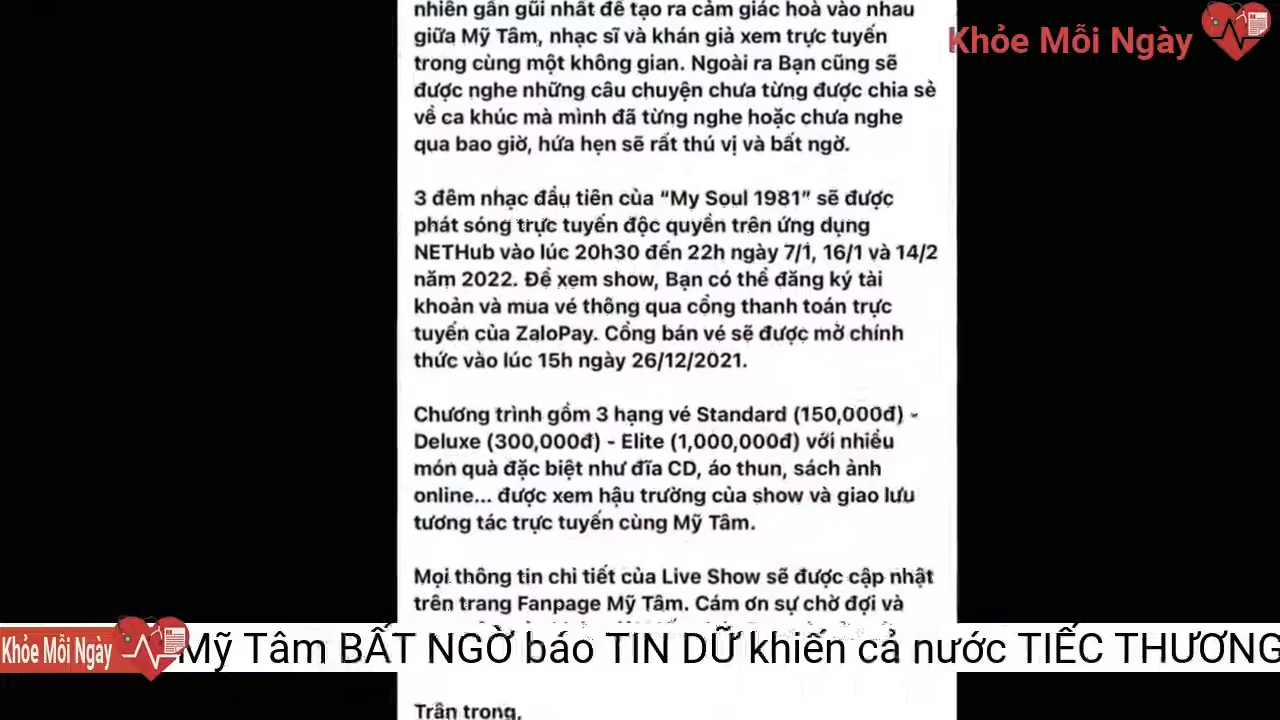 nhiên gần gũi nhất để tạo ra cảm giác hoà vào nhau
giữa Mỹ Tâm, nhạc sĩ và khán giả xem trực tuyến
trong cùng một không gian. Ngoài ra Bạn cũng sẽ
được nghe những câu chuyện chưa từng được chia sẻ
về ca khúc mà mình đã từng nghe hoặc chưa nghe
qua bao giờ, hứa hẹn sẽ rất thú vị và bất ngờ.
3 đêm nhạc đầu tiên của “My Soul 1981” sẽ được
phát sóng trực tuyến độc quyền trên ứng dụng
NETHub vào lúc 20h30 đến 22h ngày 7/1, 16/1 và 14/2
năm 2022. Để xem show, Bạn có thể đăng ký tài
khoản và mua vé thông qua cổng thanh toán trực
tuyến của ZaloPay. Cổng bán vé sẽ được mở chính
thức vào lúc 15h ngày 26/12/2021.
Chương trình gồm 3 hạng vé Standard (150,000đ) -
Deluxe (300,000đ) - Elite (1,000,000đ) với nhiều
món quà đặc biệt như đĩa CD, áo thun, sách ảnh
online... được xem hậu trường của show và giao lưu
tương tác trực tuyến cùng Mỹ Tâm.
Mọi thông tin chi tiết của Live Show sẽ được cập nhật
trên trang Fanpage Mỹ Tâm. Cám ơn sự chờ đợi và
Trân trọng,
Khỏe Mỗi Ngày
Khỏe Mỗi Ngày
Mỹ Tâm BẤT NGỜ báo TIN DỮ khiến cả nước TIẾC THƯƠNG